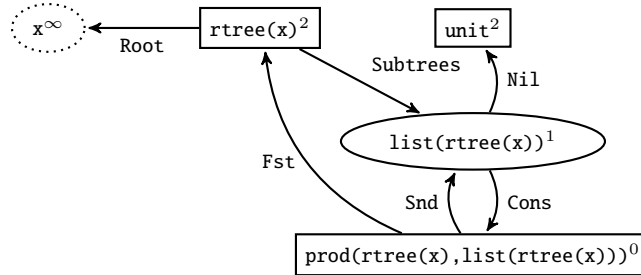 x^∞
rtree(x)²
unit²
Root
Subtrees
Nil
list(rtree(x))¹
Fst
Snd
Cons
prod(rtree(x),list(rtree(x)))⁰